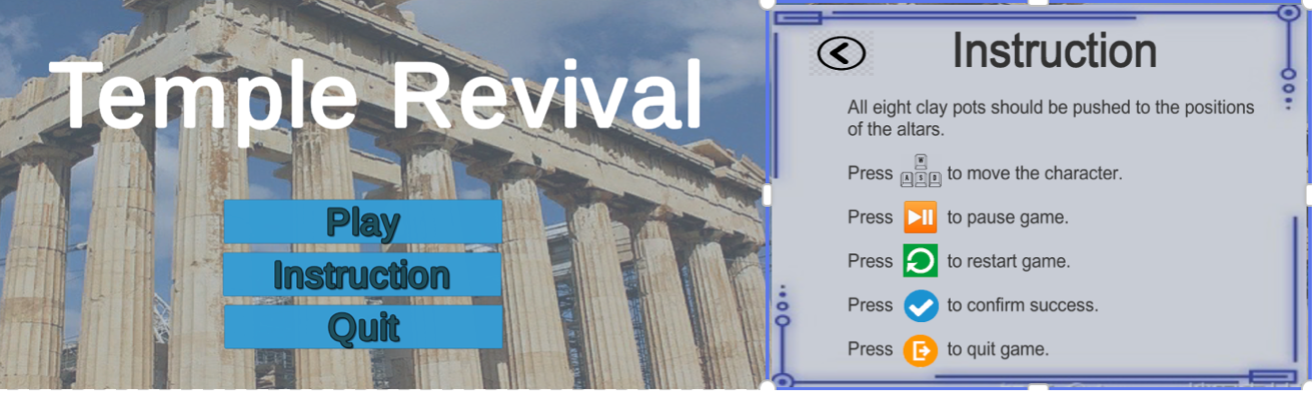 Temple Revival
Play
Instruction
Quit
Instruction
All eight clay pots should be pushed to the positions
of the altars.
Press W A S D to move the character.
Press to pause game.
Press to restart game.
Press to confirm success.
Press to quit game.